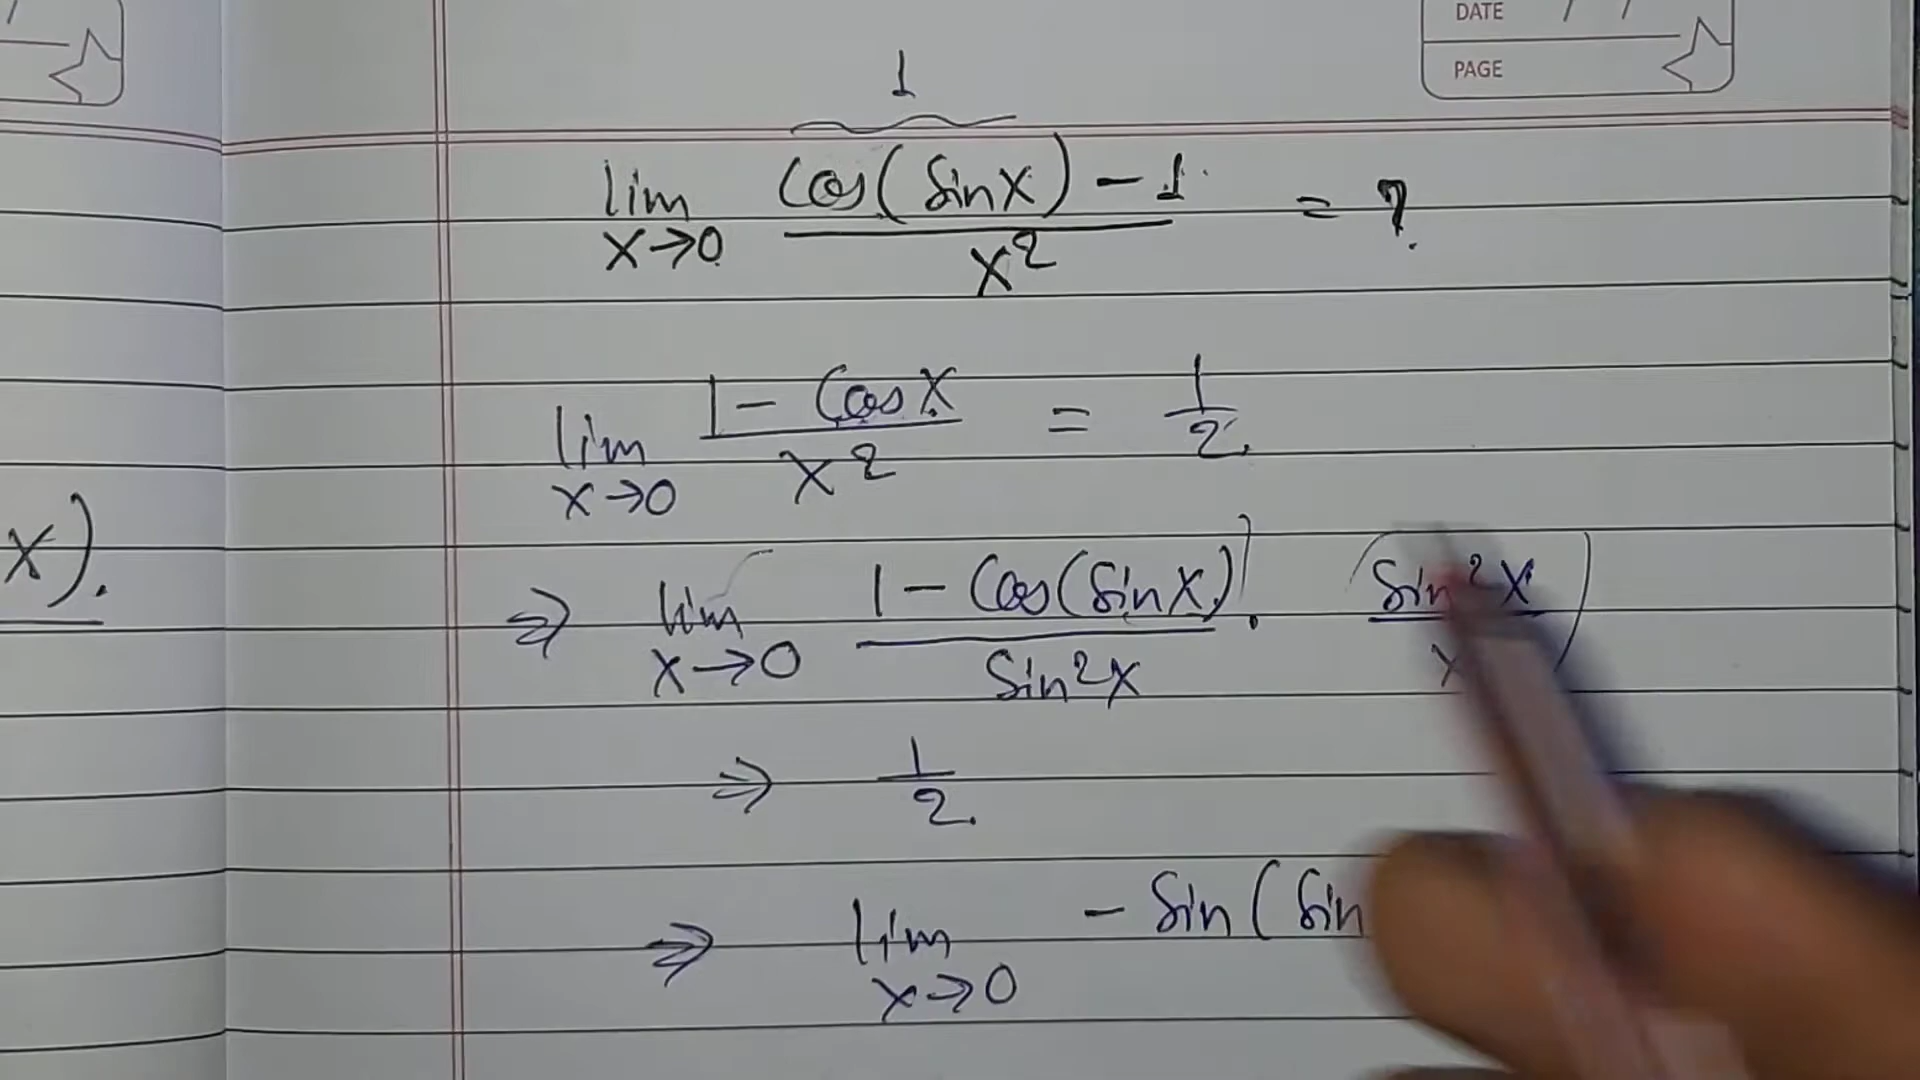 DATE / /
PAGE
1
lim x→0 cos(sinx) - 1 / x² = ?
lim x→0 1 - cosx / x² = 1/2.
x).
⇒ lim x→0 1 - cos(sinx) / sin²x . (sin²x / x
⇒ 1/2.
⇒ lim x→0 - sin(sin